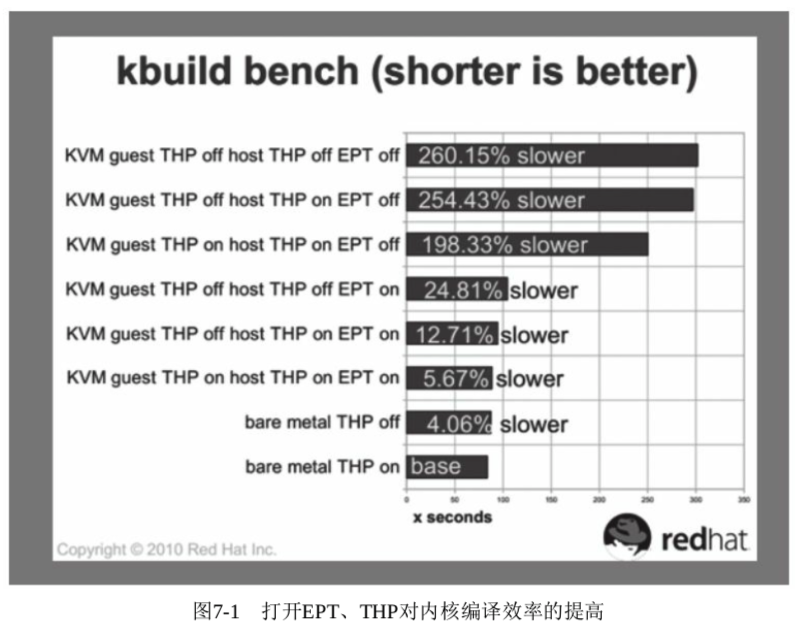 kbuild bench (shorter is better)
KVM guest THP off host THP off EPT off 260.15% slower
KVM guest THP off host THP on EPT off 254.43% slower
KVM guest THP on host THP on EPT off 198.33% slower
KVM guest THP off host THP off EPT on 24.81% slower
KVM guest THP off host THP on EPT on 12.71% slower
KVM guest THP on host THP on EPT on 5.67% slower
bare metal THP off 4.06% slower
bare metal THP on base
0 50 100 150 200 250 300 350
x seconds
redhat
Copyright © 2010 Red Hat Inc.
图7-1 打开EPT、THP对内核编译效率的提高